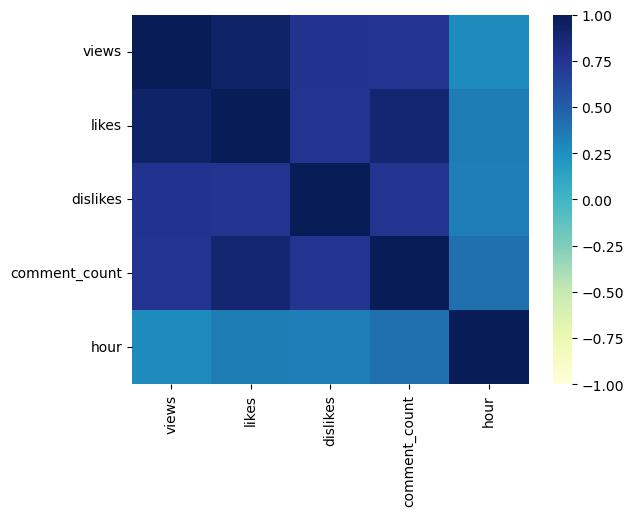 views
likes
dislikes
comment_count
hour
views
likes
dislikes
comment_count
hour
1.00
0.75
0.50
0.25
0.00
−0.25
−0.50
−0.75
−1.00